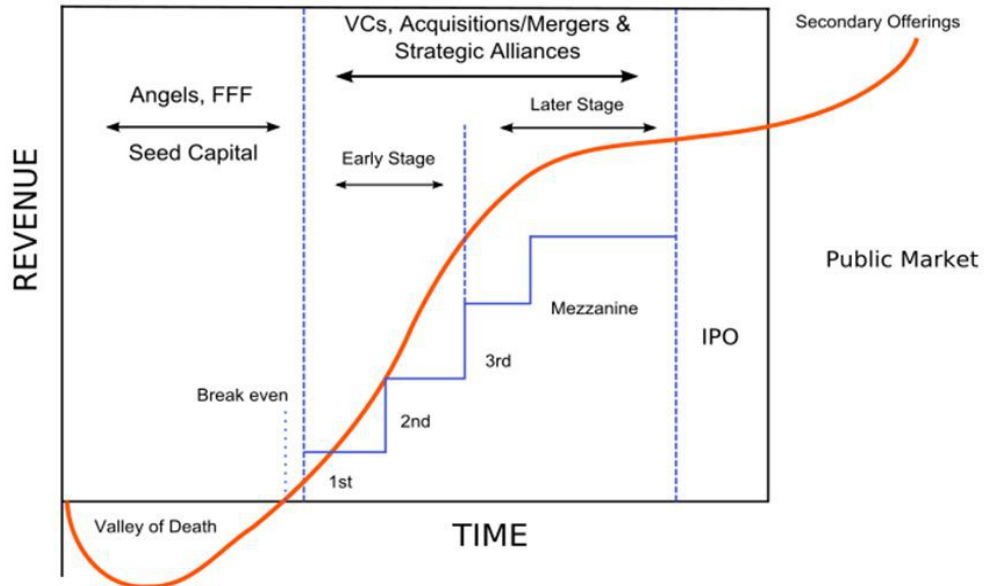 Secondary Offerings
VCs, Acquisitions/Mergers &
Strategic Alliances
Angels, FFF
Seed Capital
Later Stage
Early Stage
REVENUE
Public Market
Mezzanine
IPO
3rd
Break even
2nd
1st
Valley of Death
TIME